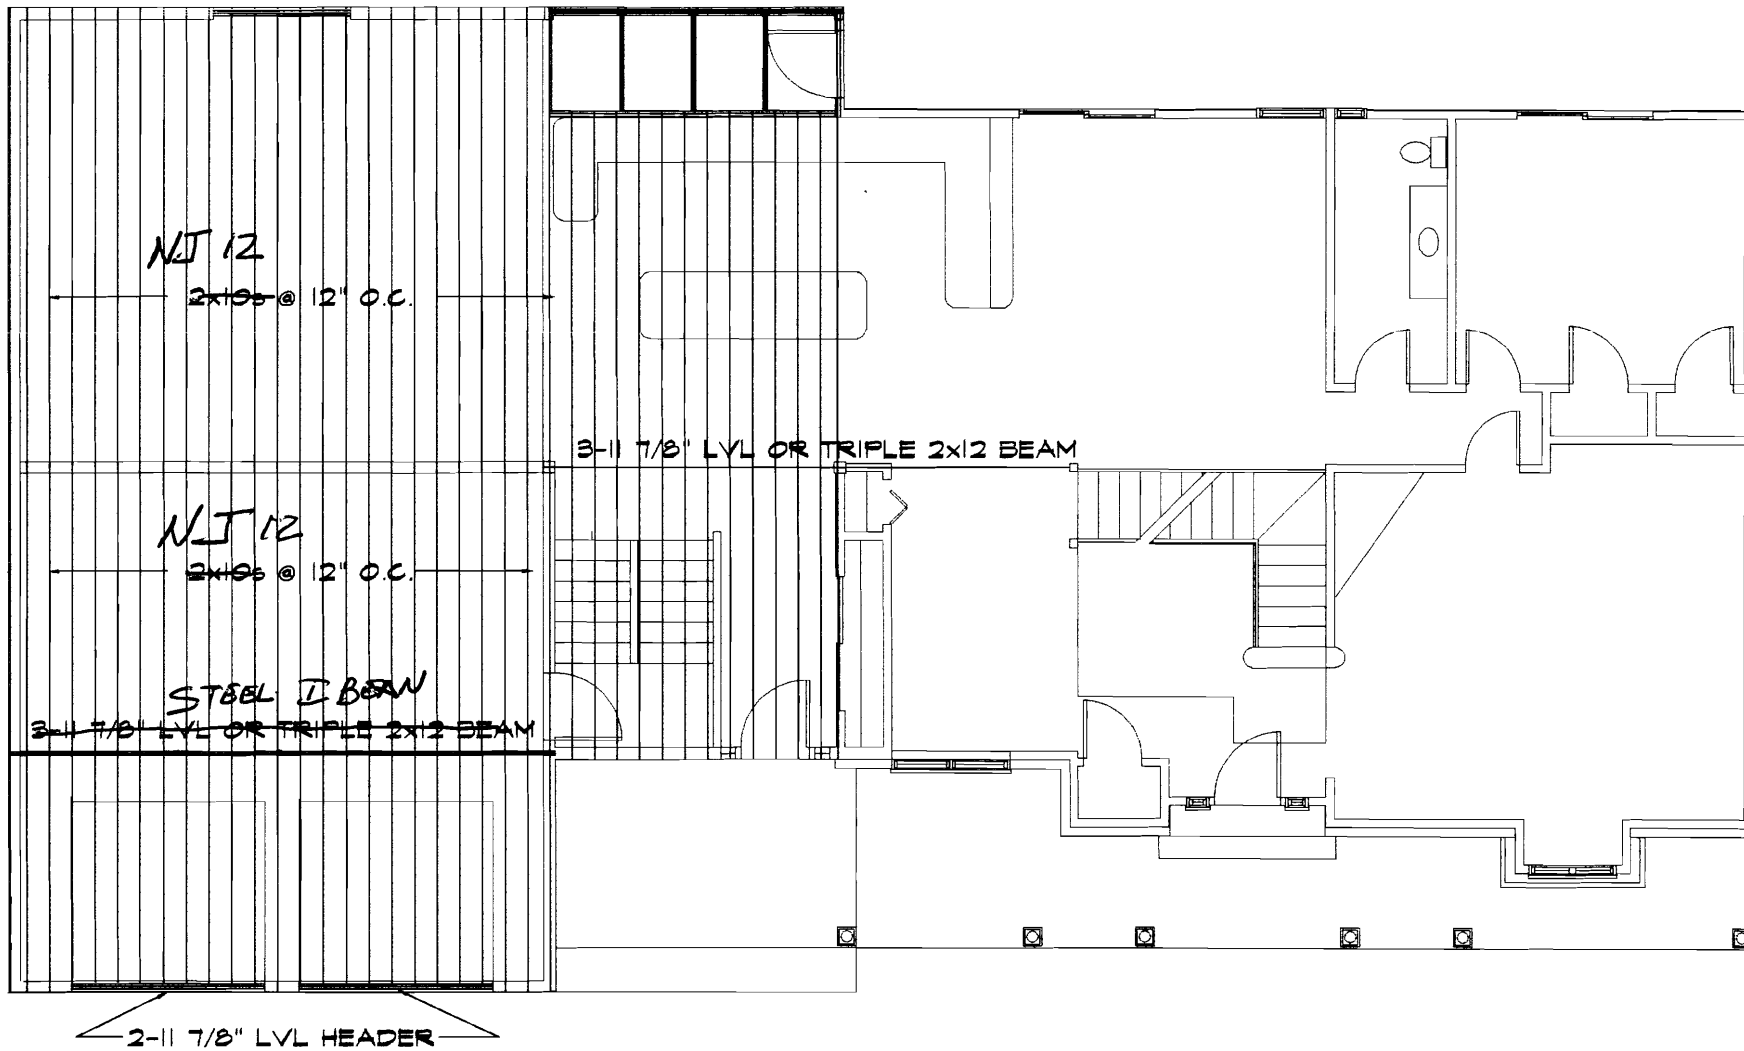 NJ 12
2x10s @ 12" O.C.
3-11 7/8" LVL OR TRIPLE 2x12 BEAM
NJ 12
2x10s @ 12" O.C.
STEEL I BEAM
3-11 7/8" LVL OR TRIPLE 2x12 BEAM
2-11 7/8" LVL HEADER